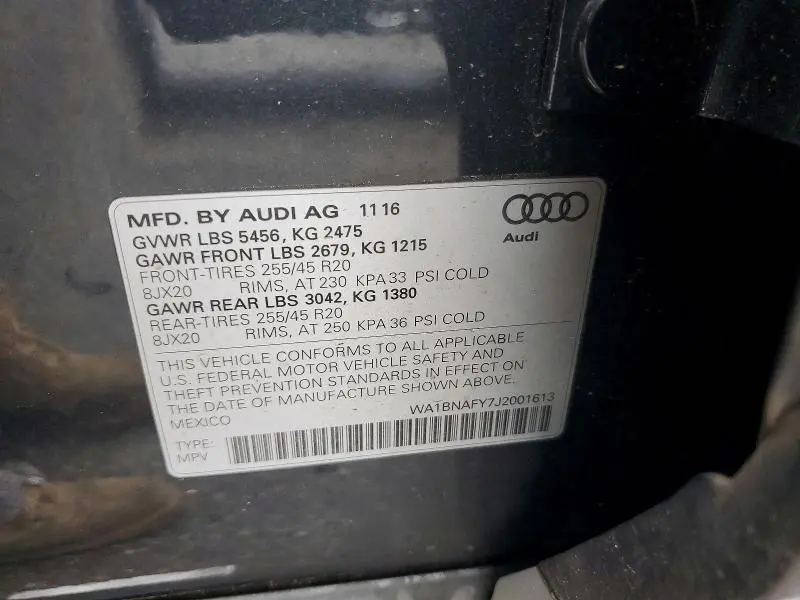 MFD. BY AUDI AG 11 16
GVWR LBS 5456, KG 2475
GAWR FRONT LBS 2679, KG 1215
FRONT-TIRES 255/45 R20
8JX20 RIMS, AT 230 KPA 33 PSI COLD
GAWR REAR LBS 3042, KG 1380
REAR-TIRES 255/45 R20
8JX20 RIMS, AT 250 KPA 36 PSI COLD
Audi
THIS VEHICLE CONFORMS TO ALL APPLICABLE
U.S. FEDERAL MOTOR VEHICLE SAFETY AND
THEFT PREVENTION STANDARDS IN EFFECT ON
THE DATE OF MANUFACTURE SHOWN ABOVE.
MEXICO WA1BNAFY7J2001613
TYPE:
MPV